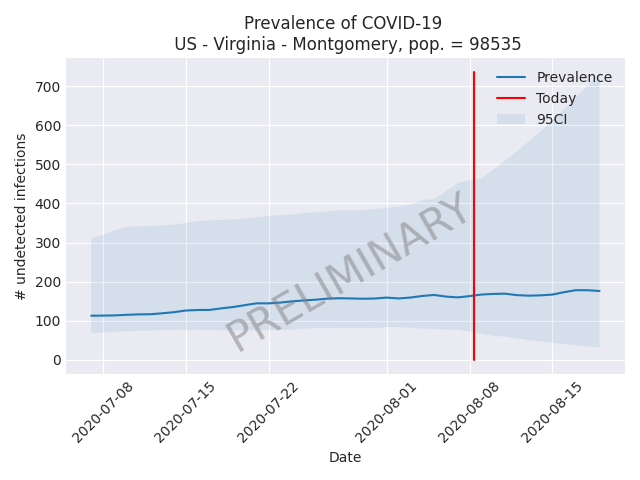 Prevalence of COVID-19
US - Virginia - Montgomery, pop. = 98535
Prevalence
Today
95CI
# undetected infections
700
600
500
400
300
200
100
0
PRELIMINARY
2020-07-08
2020-07-15
2020-07-22
2020-08-01
2020-08-08
2020-08-15
Date